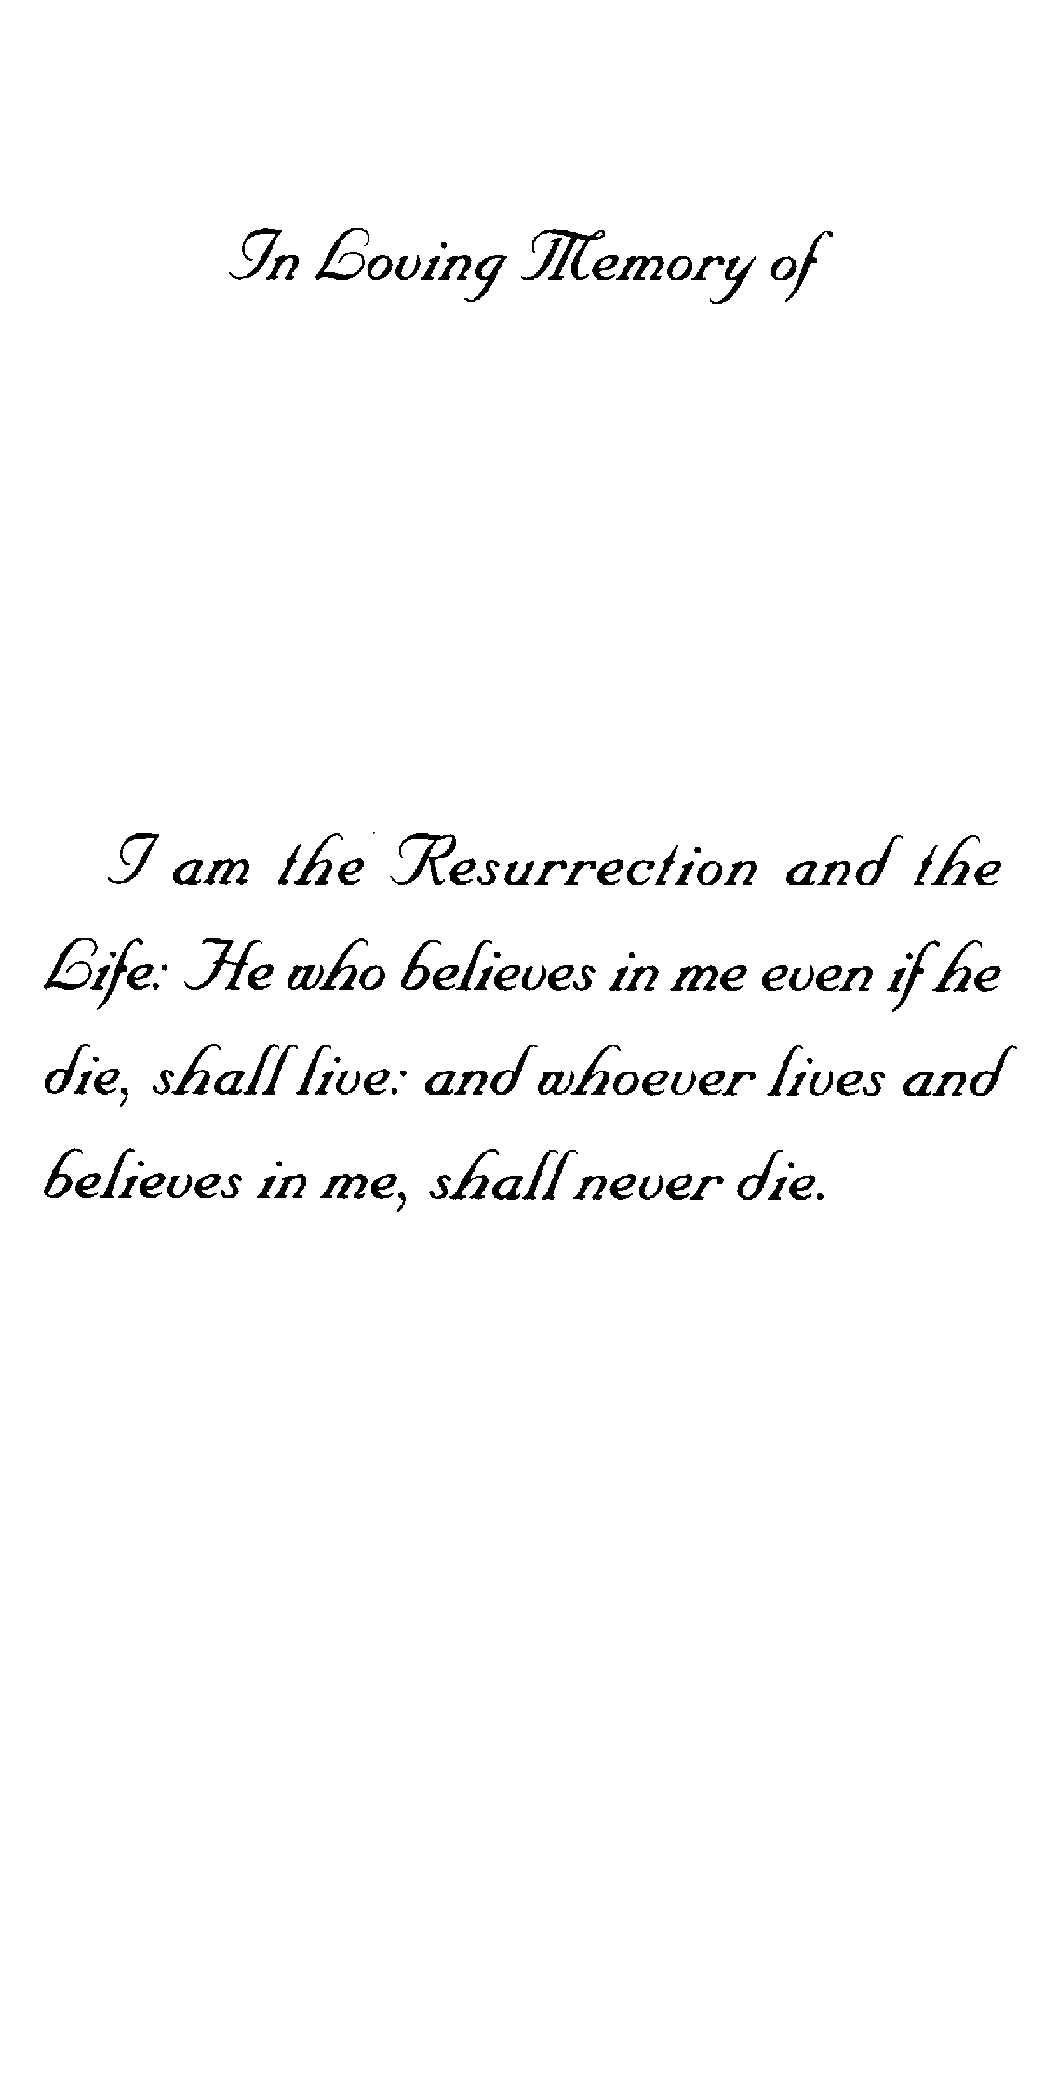 In Loving Memory of
I am the Resurrection and the
Life: He who believes in me even if he
die, shall live: and whoever lives and
believes in me, shall never die.